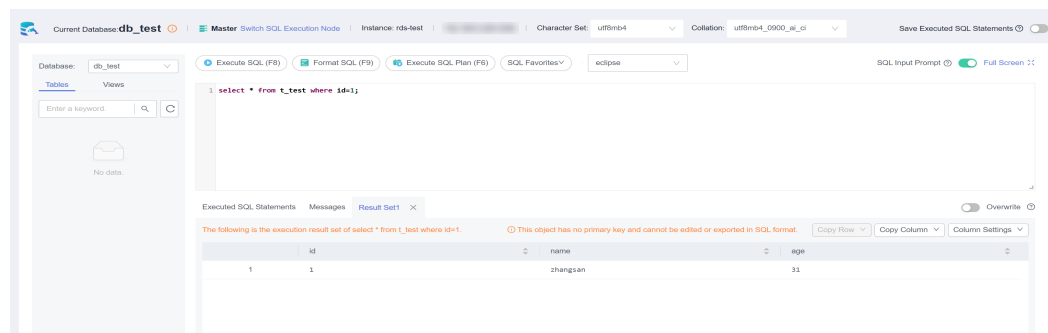 Current Database:db_test Master Switch SQL Execution Node Instance: rds-test Character Set: utf8mb4 Collation: utf8mb4_0900_ai_ci Save Executed SQL Statements
Database: db_test Execute SQL (F8) Format SQL (F9) Execute SQL Plan (F6) SQL Favorites eclipse SQL Input Prompt Full Screen
Tables Views
1 select * from t_test where id=1;
Enter a keyword.
No data.
Executed SQL Statements Messages Result Set1 Overwrite
The following is the execution result set of select * from t_test where id=1. This object has no primary key and cannot be edited or exported in SQL format. Copy Row Copy Column Column Settings
id name age
1 1 zhangsan 31